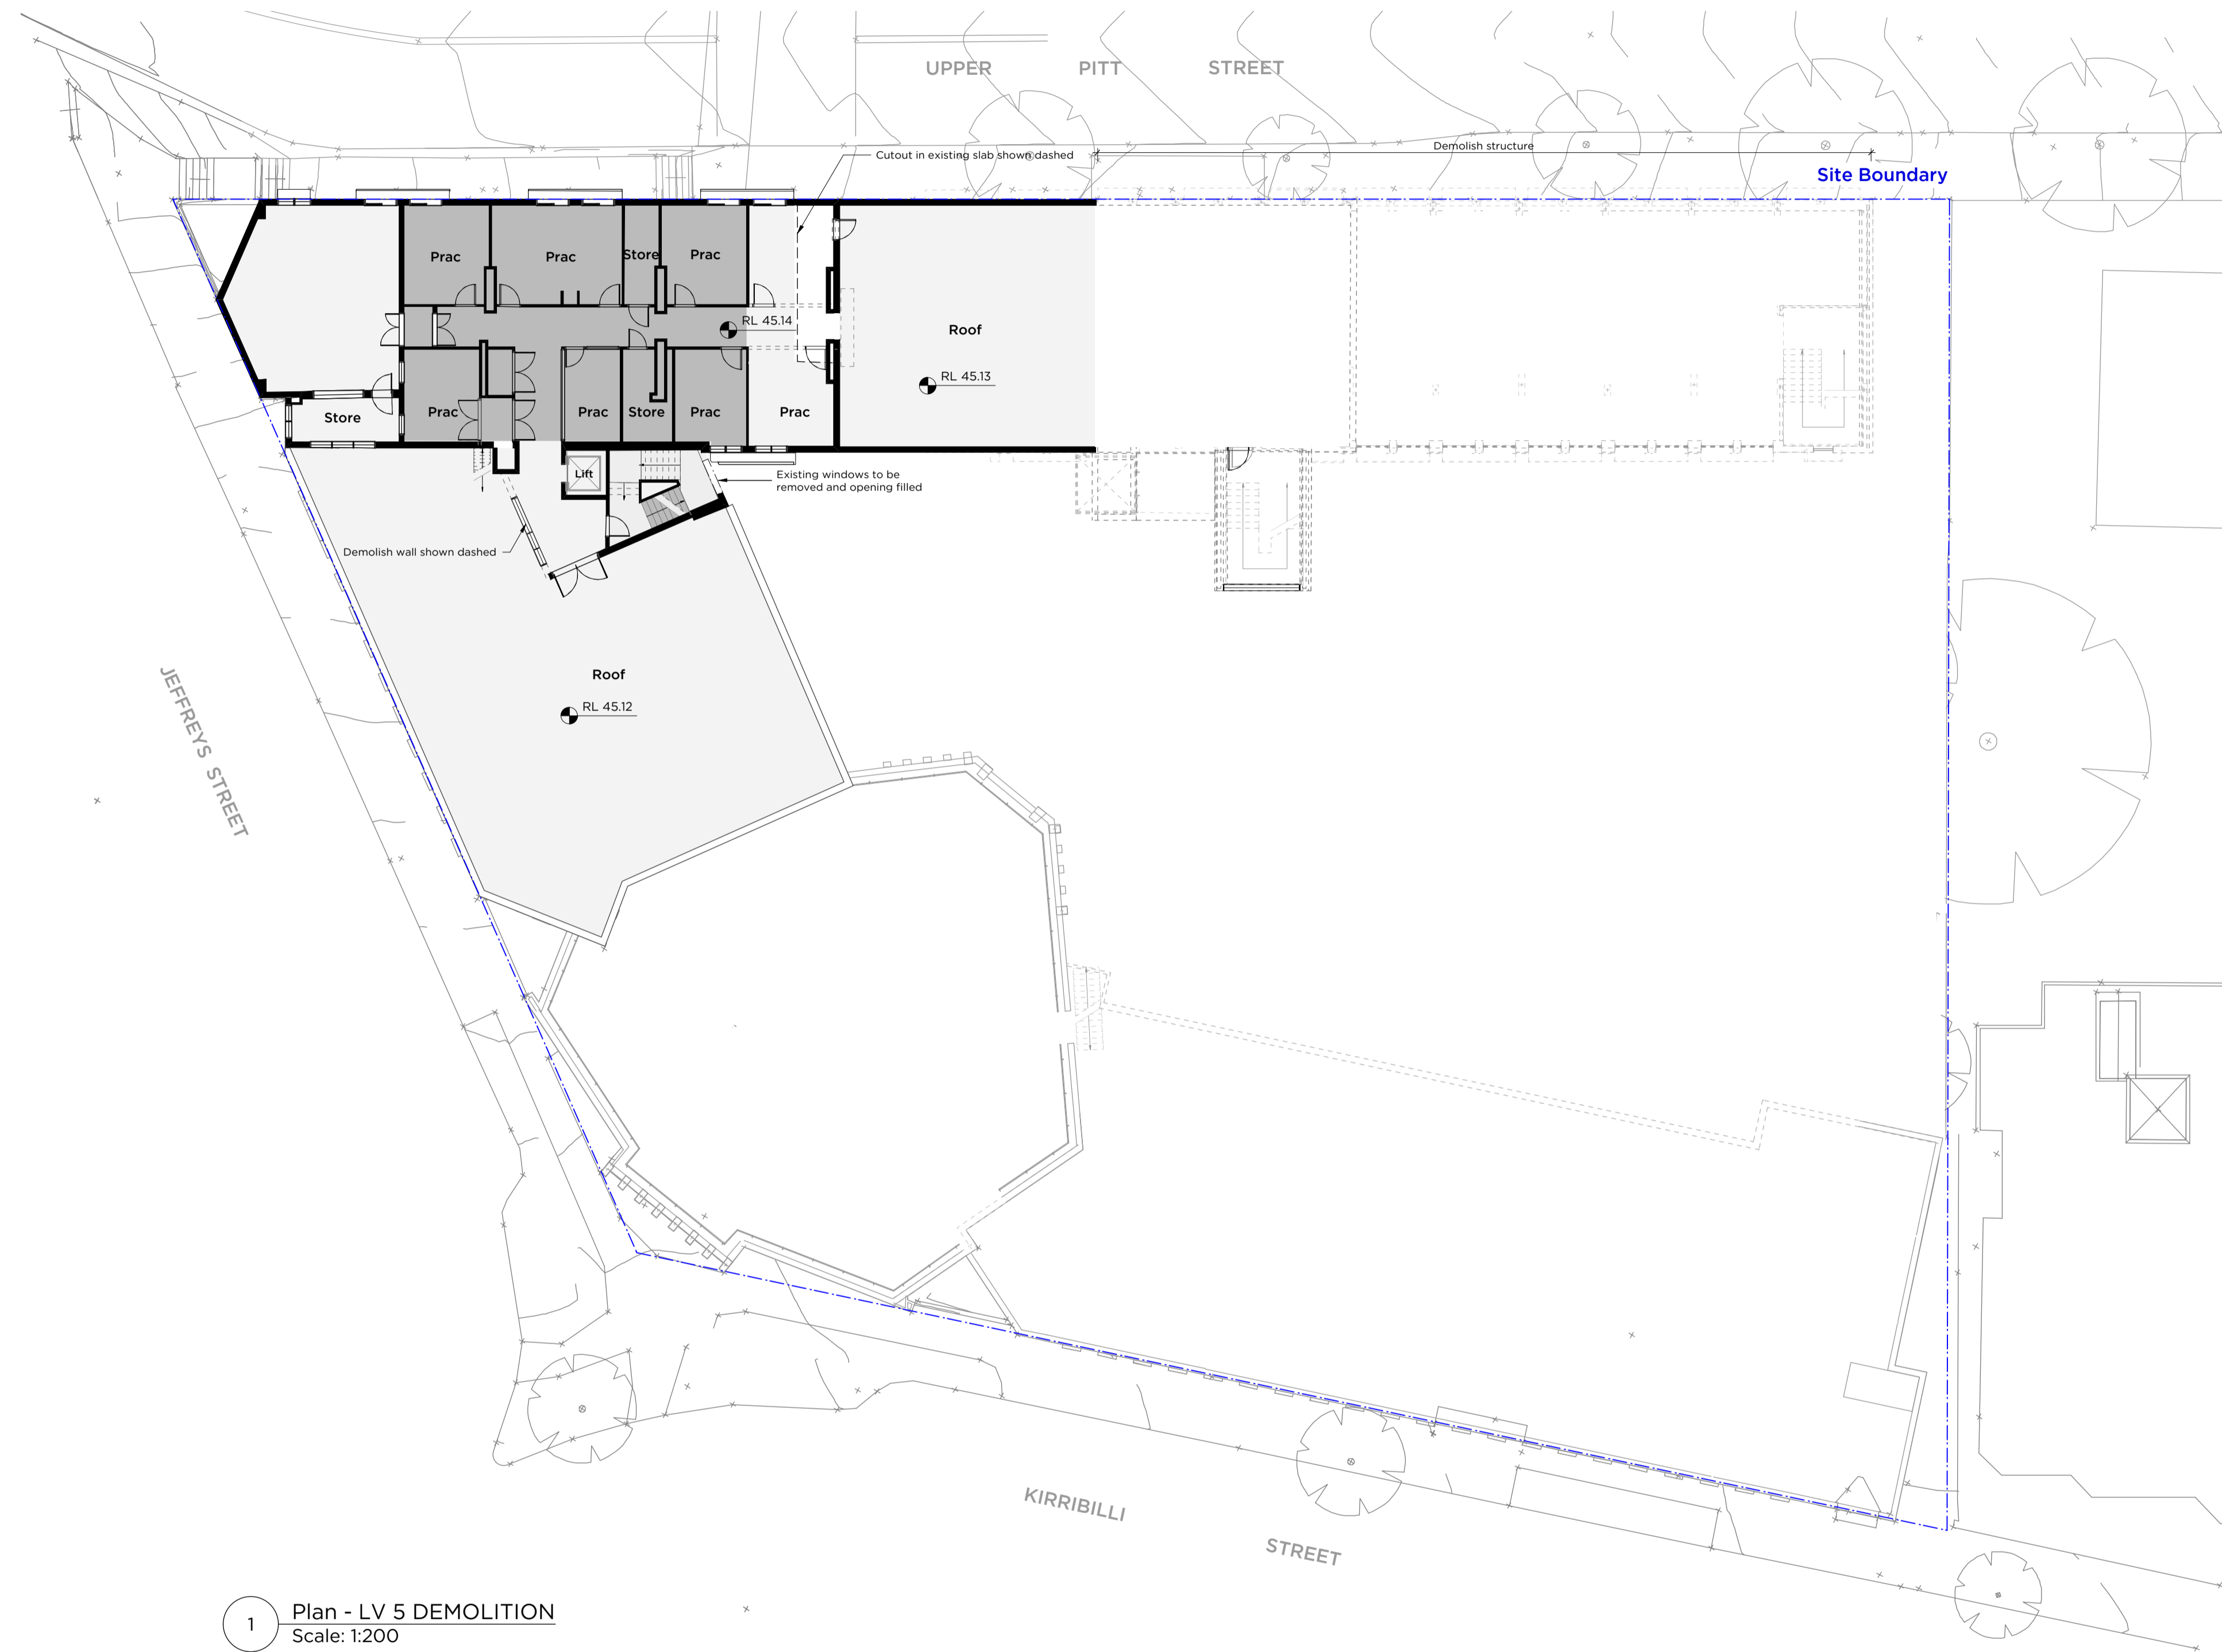 UPPER PITT STREET
Demolish structure
Cutout in existing slab shown dashed
Site Boundary
Prac
Prac
Store
Prac
RL 45.14
Roof
RL 45.13
Store
Prac
Prac
Store
Prac
Prac
Lift
Existing windows to be
removed and opening filled
Demolish wall shown dashed
Roof
RL 45.12
JEFFREYS STREET
KIRRIBILLI STREET
1
Plan - LV 5 DEMOLITION
Scale: 1:200